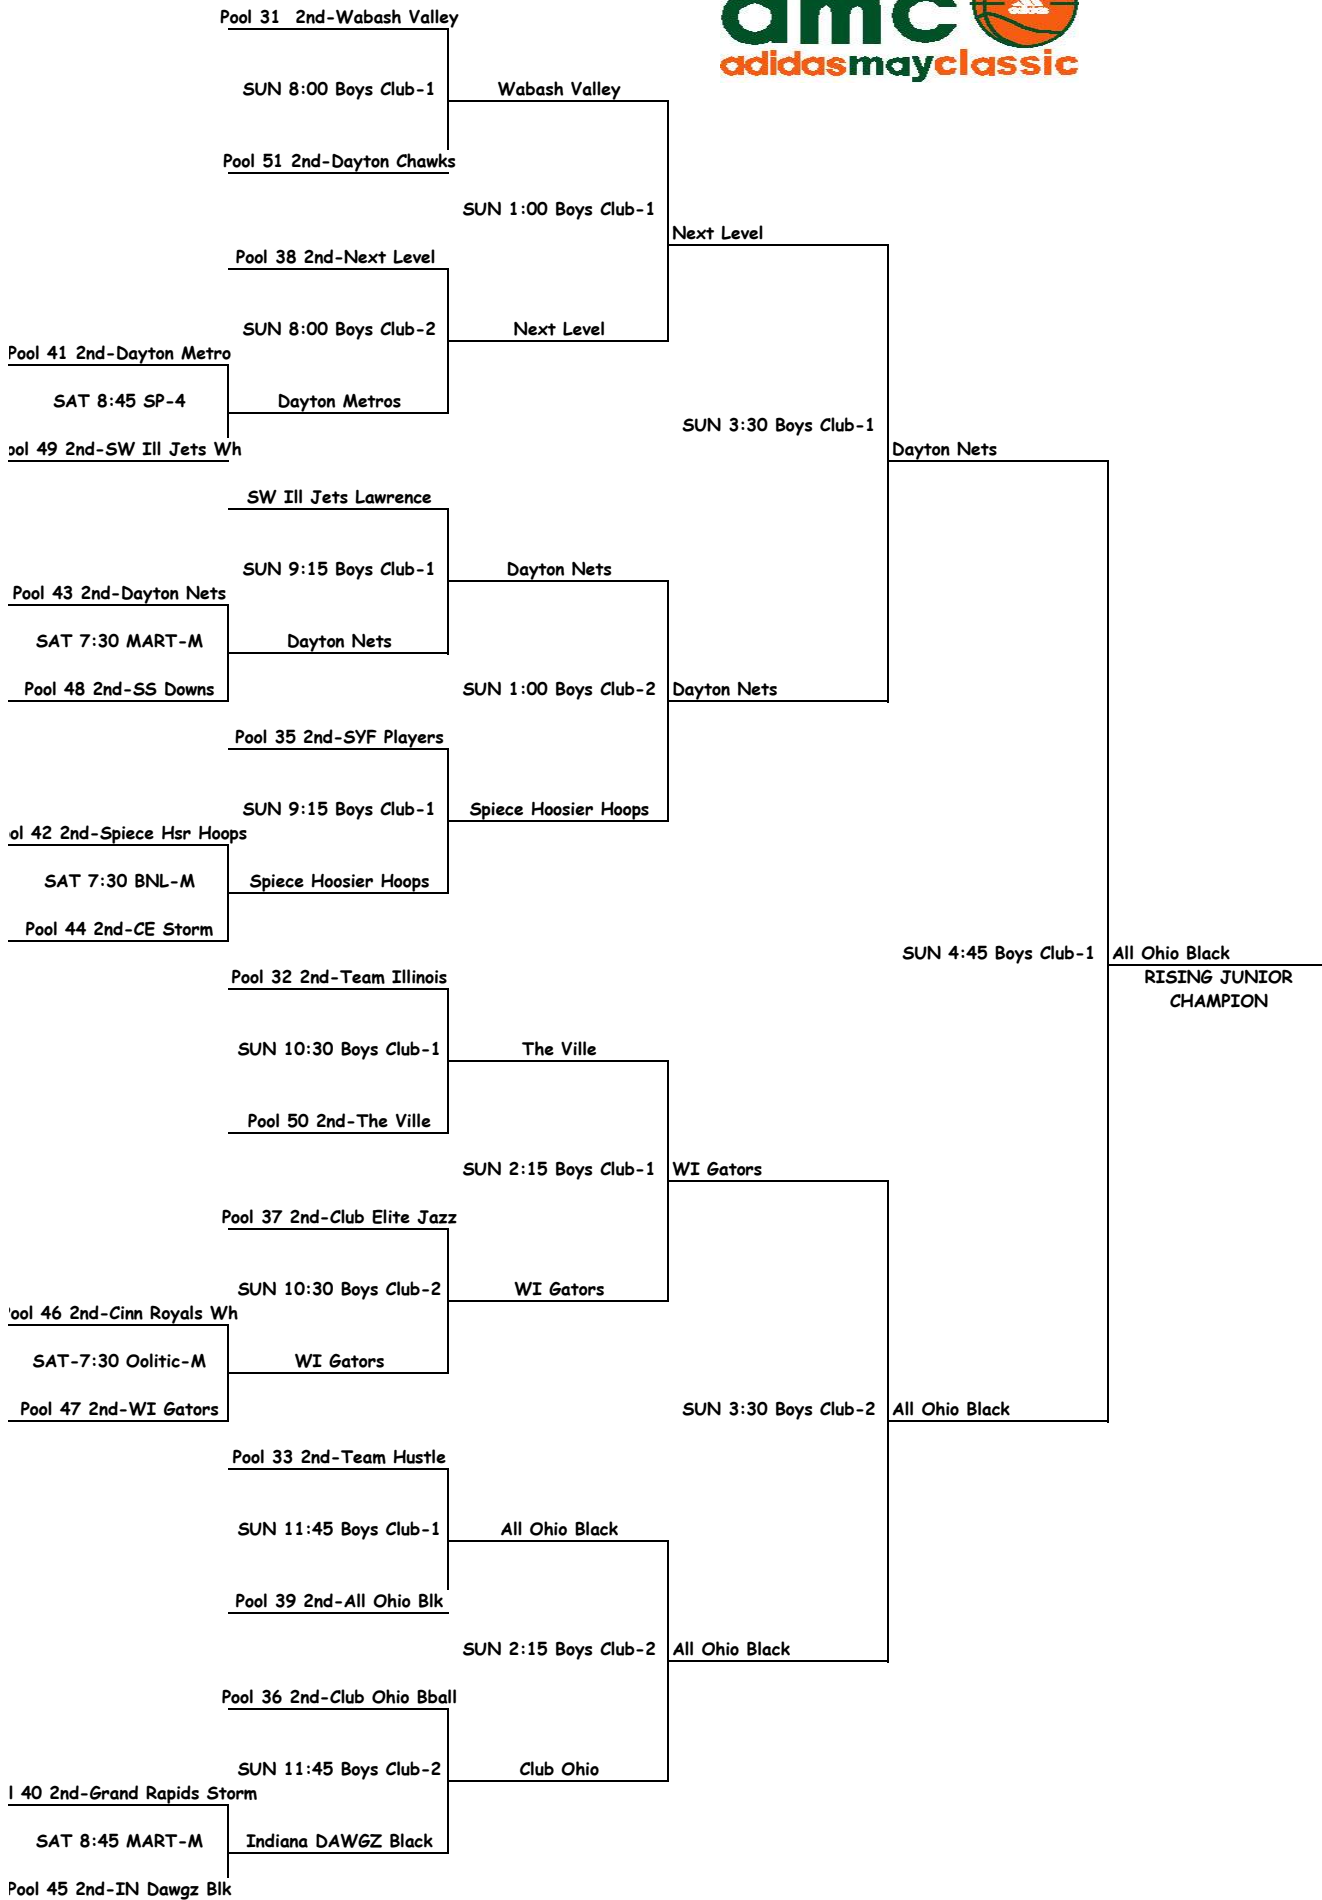 Pool 31 2nd-Wabash Valley
amc
adidasmayclassic
SUN 8:00 Boys Club-1
Wabash Valley
Pool 51 2nd-Dayton Chawks
SUN 1:00 Boys Club-1
Next Level
Pool 38 2nd-Next Level
SUN 8:00 Boys Club-2
Next Level
Pool 41 2nd-Dayton Metro
SAT 8:45 SP-4
Dayton Metros
SUN 3:30 Boys Club-1
ool 49 2nd-SW Ill Jets Wh
Dayton Nets
SW Ill Jets Lawrence
SUN 9:15 Boys Club-1
Dayton Nets
Pool 43 2nd-Dayton Nets
SAT 7:30 MART-M
Dayton Nets
Pool 48 2nd-SS Downs
SUN 1:00 Boys Club-2
Dayton Nets
Pool 35 2nd-SYF Players
SUN 9:15 Boys Club-1
Spiece Hoosier Hoops
ol 42 2nd-Spiece Hsr Hoops
SAT 7:30 BNL-M
Spiece Hoosier Hoops
Pool 44 2nd-CE Storm
SUN 4:45 Boys Club-1
All Ohio Black
Pool 32 2nd-Team Illinois
RISING JUNIOR
CHAMPION
SUN 10:30 Boys Club-1
The Ville
Pool 50 2nd-The Ville
SUN 2:15 Boys Club-1
WI Gators
Pool 37 2nd-Club Elite Jazz
SUN 10:30 Boys Club-2
WI Gators
ool 46 2nd-Cinn Royals Wh
SAT-7:30 Oolitic-M
WI Gators
Pool 47 2nd-WI Gators
SUN 3:30 Boys Club-2
All Ohio Black
Pool 33 2nd-Team Hustle
SUN 11:45 Boys Club-1
All Ohio Black
Pool 39 2nd-All Ohio Blk
SUN 2:15 Boys Club-2
All Ohio Black
Pool 36 2nd-Club Ohio Bball
SUN 11:45 Boys Club-2
Club Ohio
l 40 2nd-Grand Rapids Storm
SAT 8:45 MART-M
Indiana DAWGZ Black
Pool 45 2nd-IN Dawgz Blk